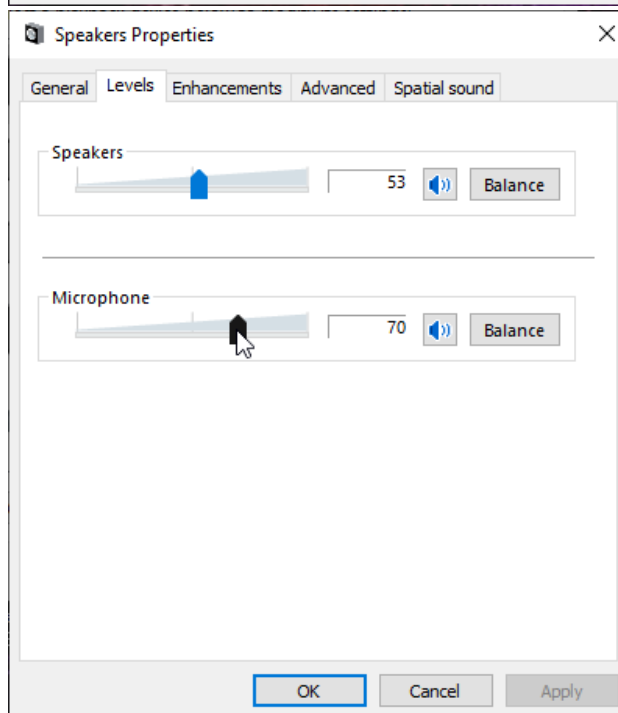 Speakers Properties
General Levels Enhancements Advanced Spatial sound
Speakers
53 Balance
Microphone
70 Balance
OK Cancel Apply